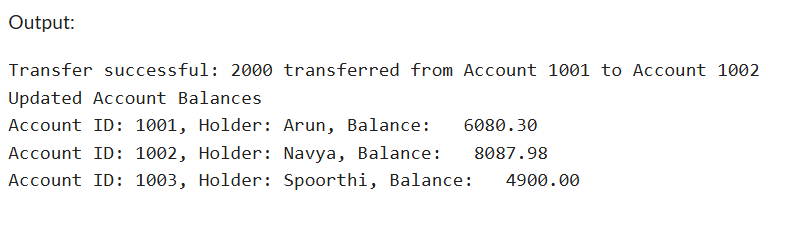 Output:
Transfer successful: 2000 transferred from Account 1001 to Account 1002
Updated Account Balances
Account ID: 1001, Holder: Arun, Balance:   6080.30
Account ID: 1002, Holder: Navya, Balance:   8087.98
Account ID: 1003, Holder: Spoorthi, Balance:   4900.00